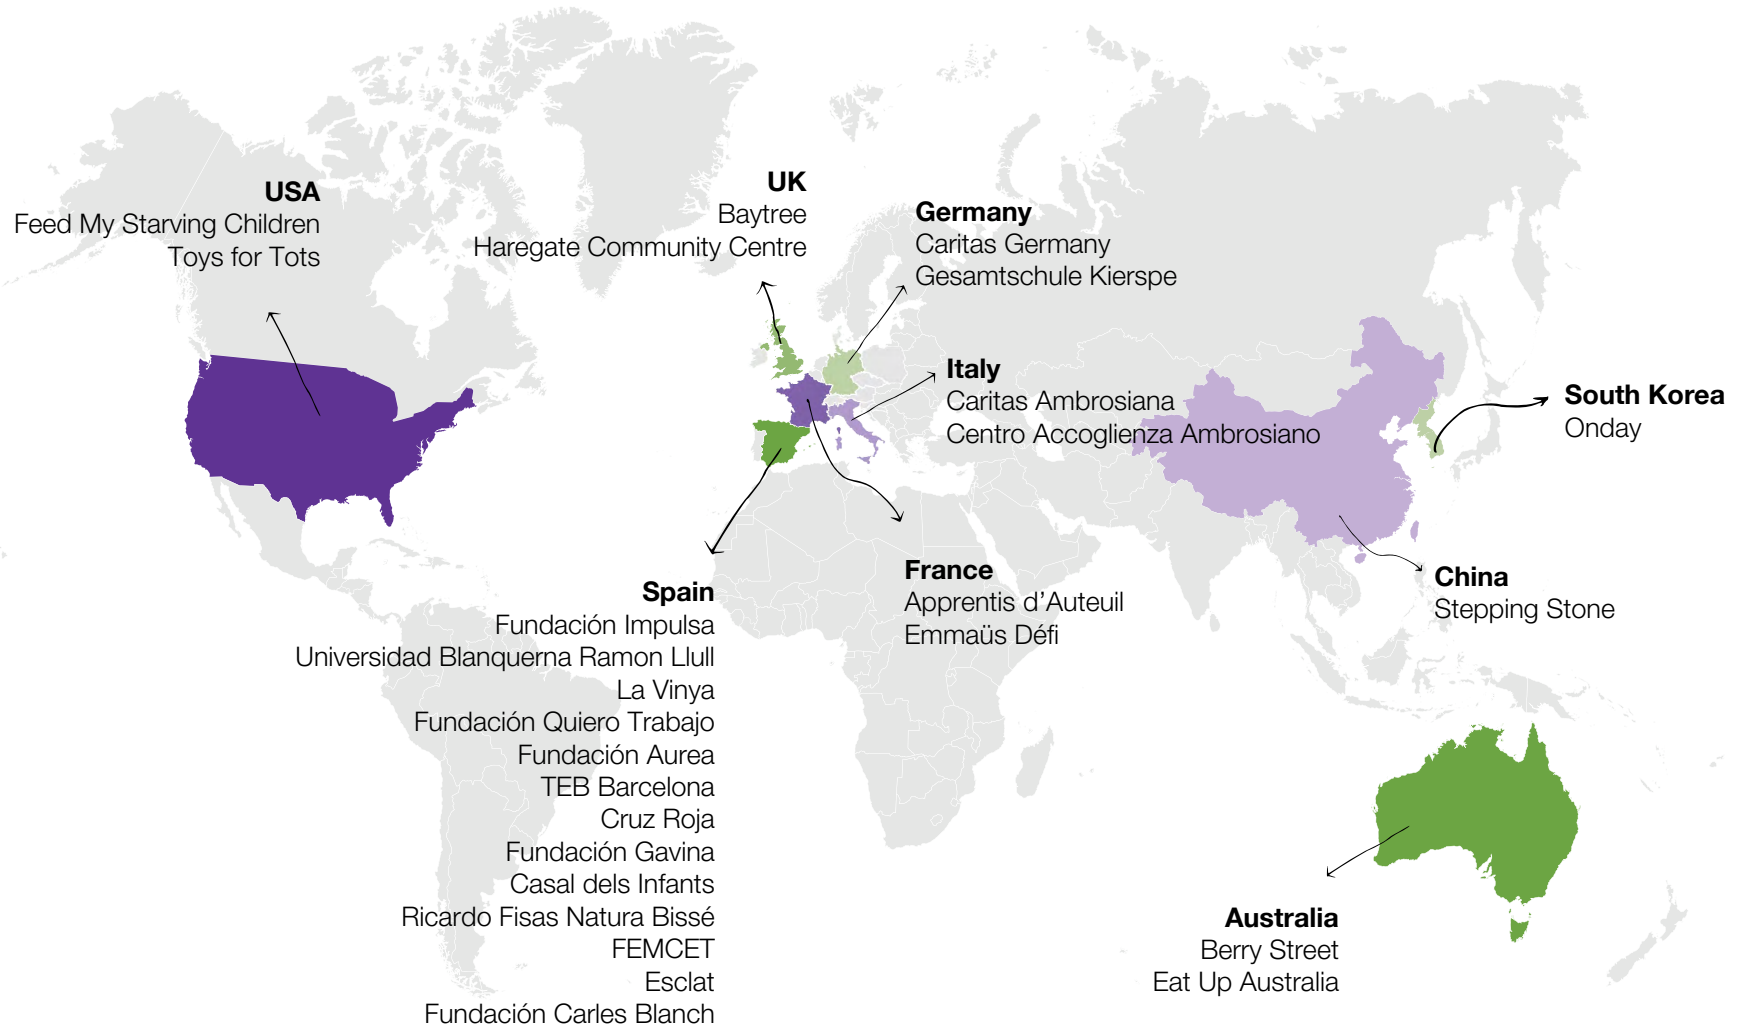 USA
Feed My Starving Children
Toys for Tots
UK
Baytree
Haregate Community Centre
Germany
Caritas Germany
Gesamtschule Kierspe
Italy
Caritas Ambrosiana
Centro Accoglienza Ambrosiano
South Korea
Onday
China
Stepping Stone
France
Apprentis d’Auteuil
Emmaüs Défi
Spain
Fundación Impulsa
Universidad Blanquerna Ramon Llull
La Vinya
Fundación Quiero Trabajo
Fundación Aurea
TEB Barcelona
Cruz Roja
Fundación Gavina
Casal dels Infants
Ricardo Fisas Natura Bissé
FEMCET
Esclat
Fundación Carles Blanch
Australia
Berry Street
Eat Up Australia